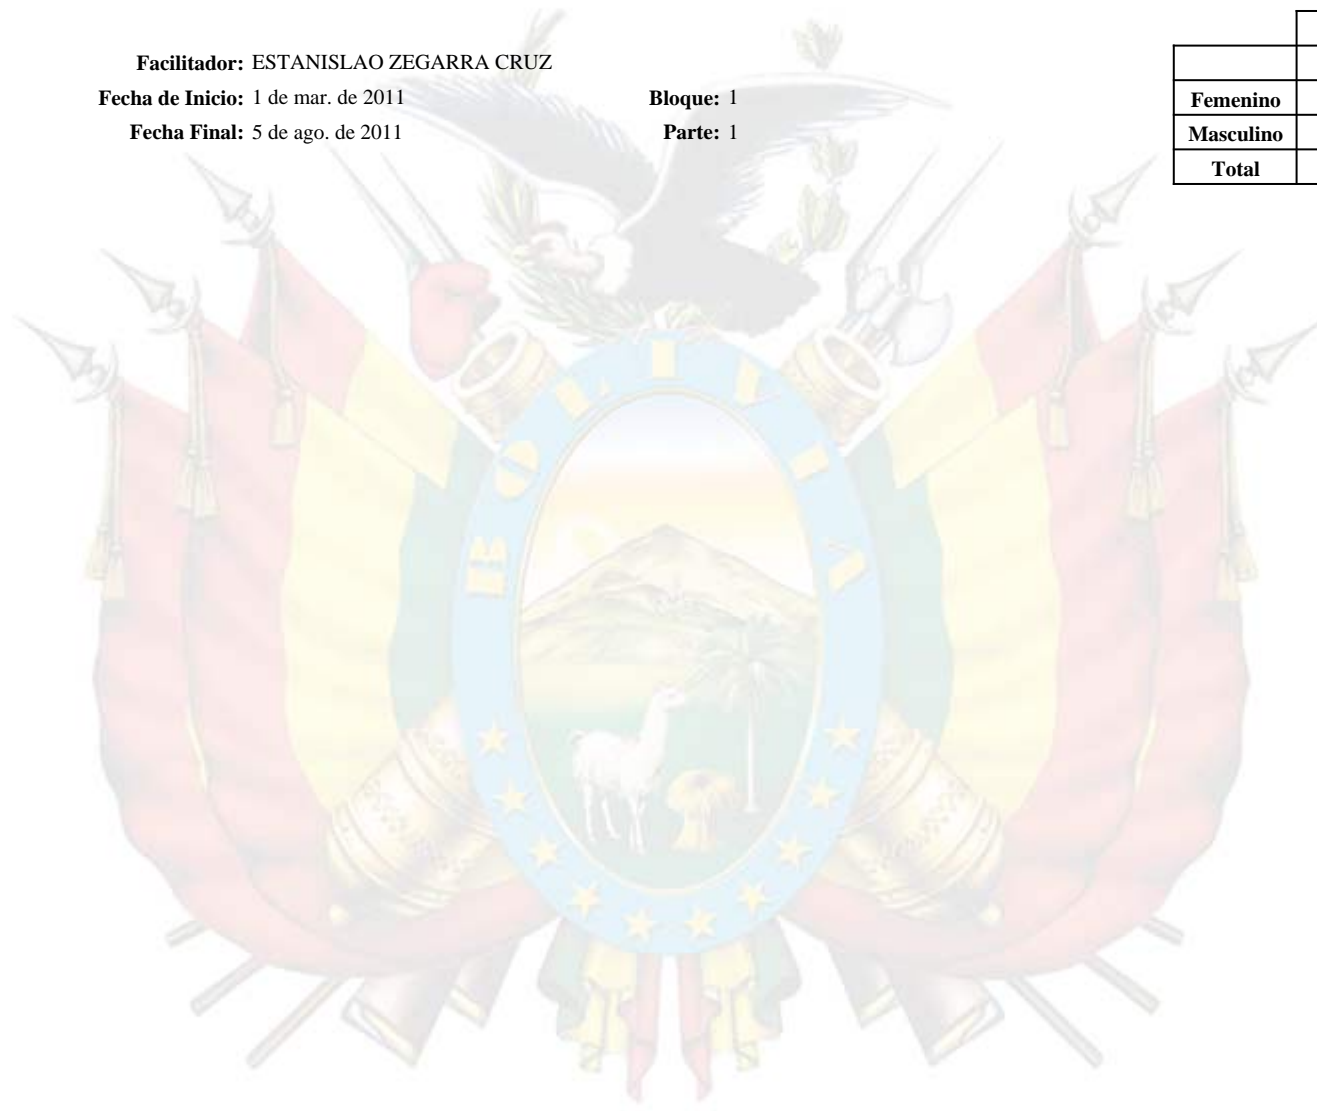 Facilitador: ESTANISLAO ZEGARRA CRUZ
Fecha de Inicio: 1 de mar. de 2011 Bloque: 1
Fecha Final: 5 de ago. de 2011 Parte: 1
Femenino
Masculino
Total
BOLIVIA